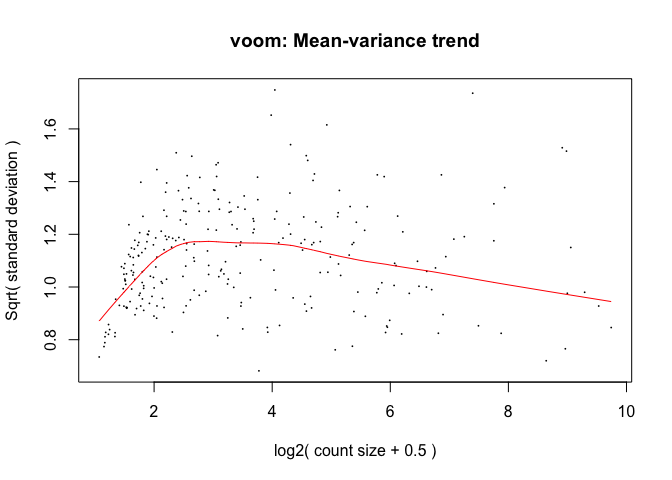 voom: Mean-variance trend
Sqrt( standard deviation )
1.6
1.4
1.2
1.0
0.8
2 4 6 8 10
log2( count size + 0.5 )